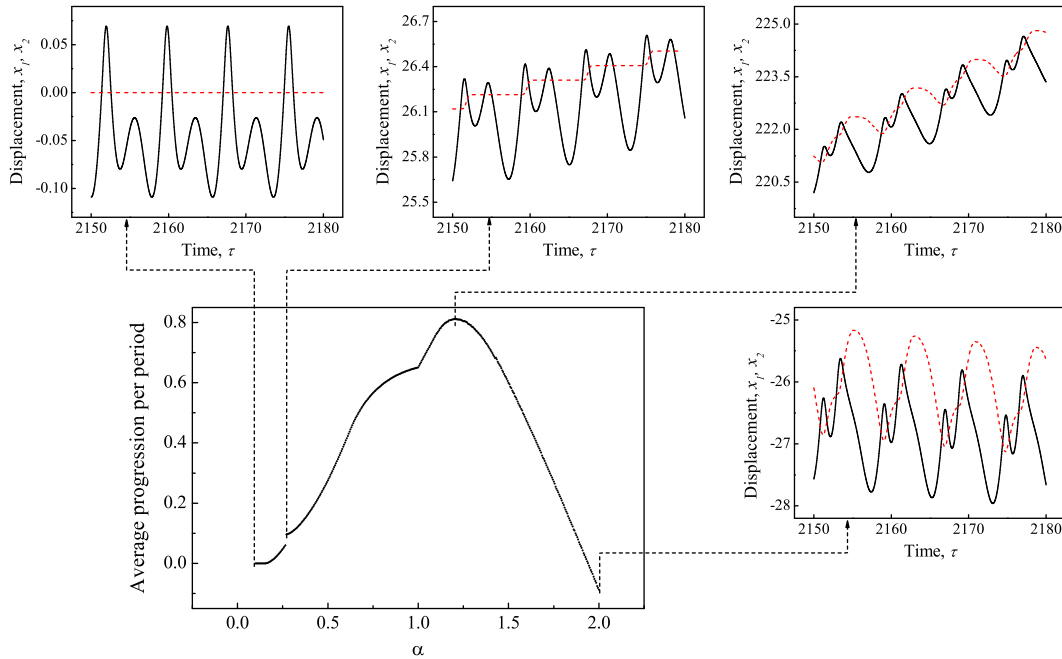 Displacement, x1, x2
0.05
0.00
-0.05
-0.10
2150 2160 2170 2180
Time, τ
Displacement, x1, x2
26.7
26.4
26.1
25.8
25.5
2150 2160 2170 2180
Time, τ
Displacement, x1, x2
225.0
223.5
222.0
220.5
2150 2160 2170 2180
Time, τ
Average progression per period
0.8
0.6
0.4
0.2
0.0
0.0 0.5 1.0 1.5 2.0
α
Displacement, x1, x2
-25
-26
-27
-28
2150 2160 2170 2180
Time, τ